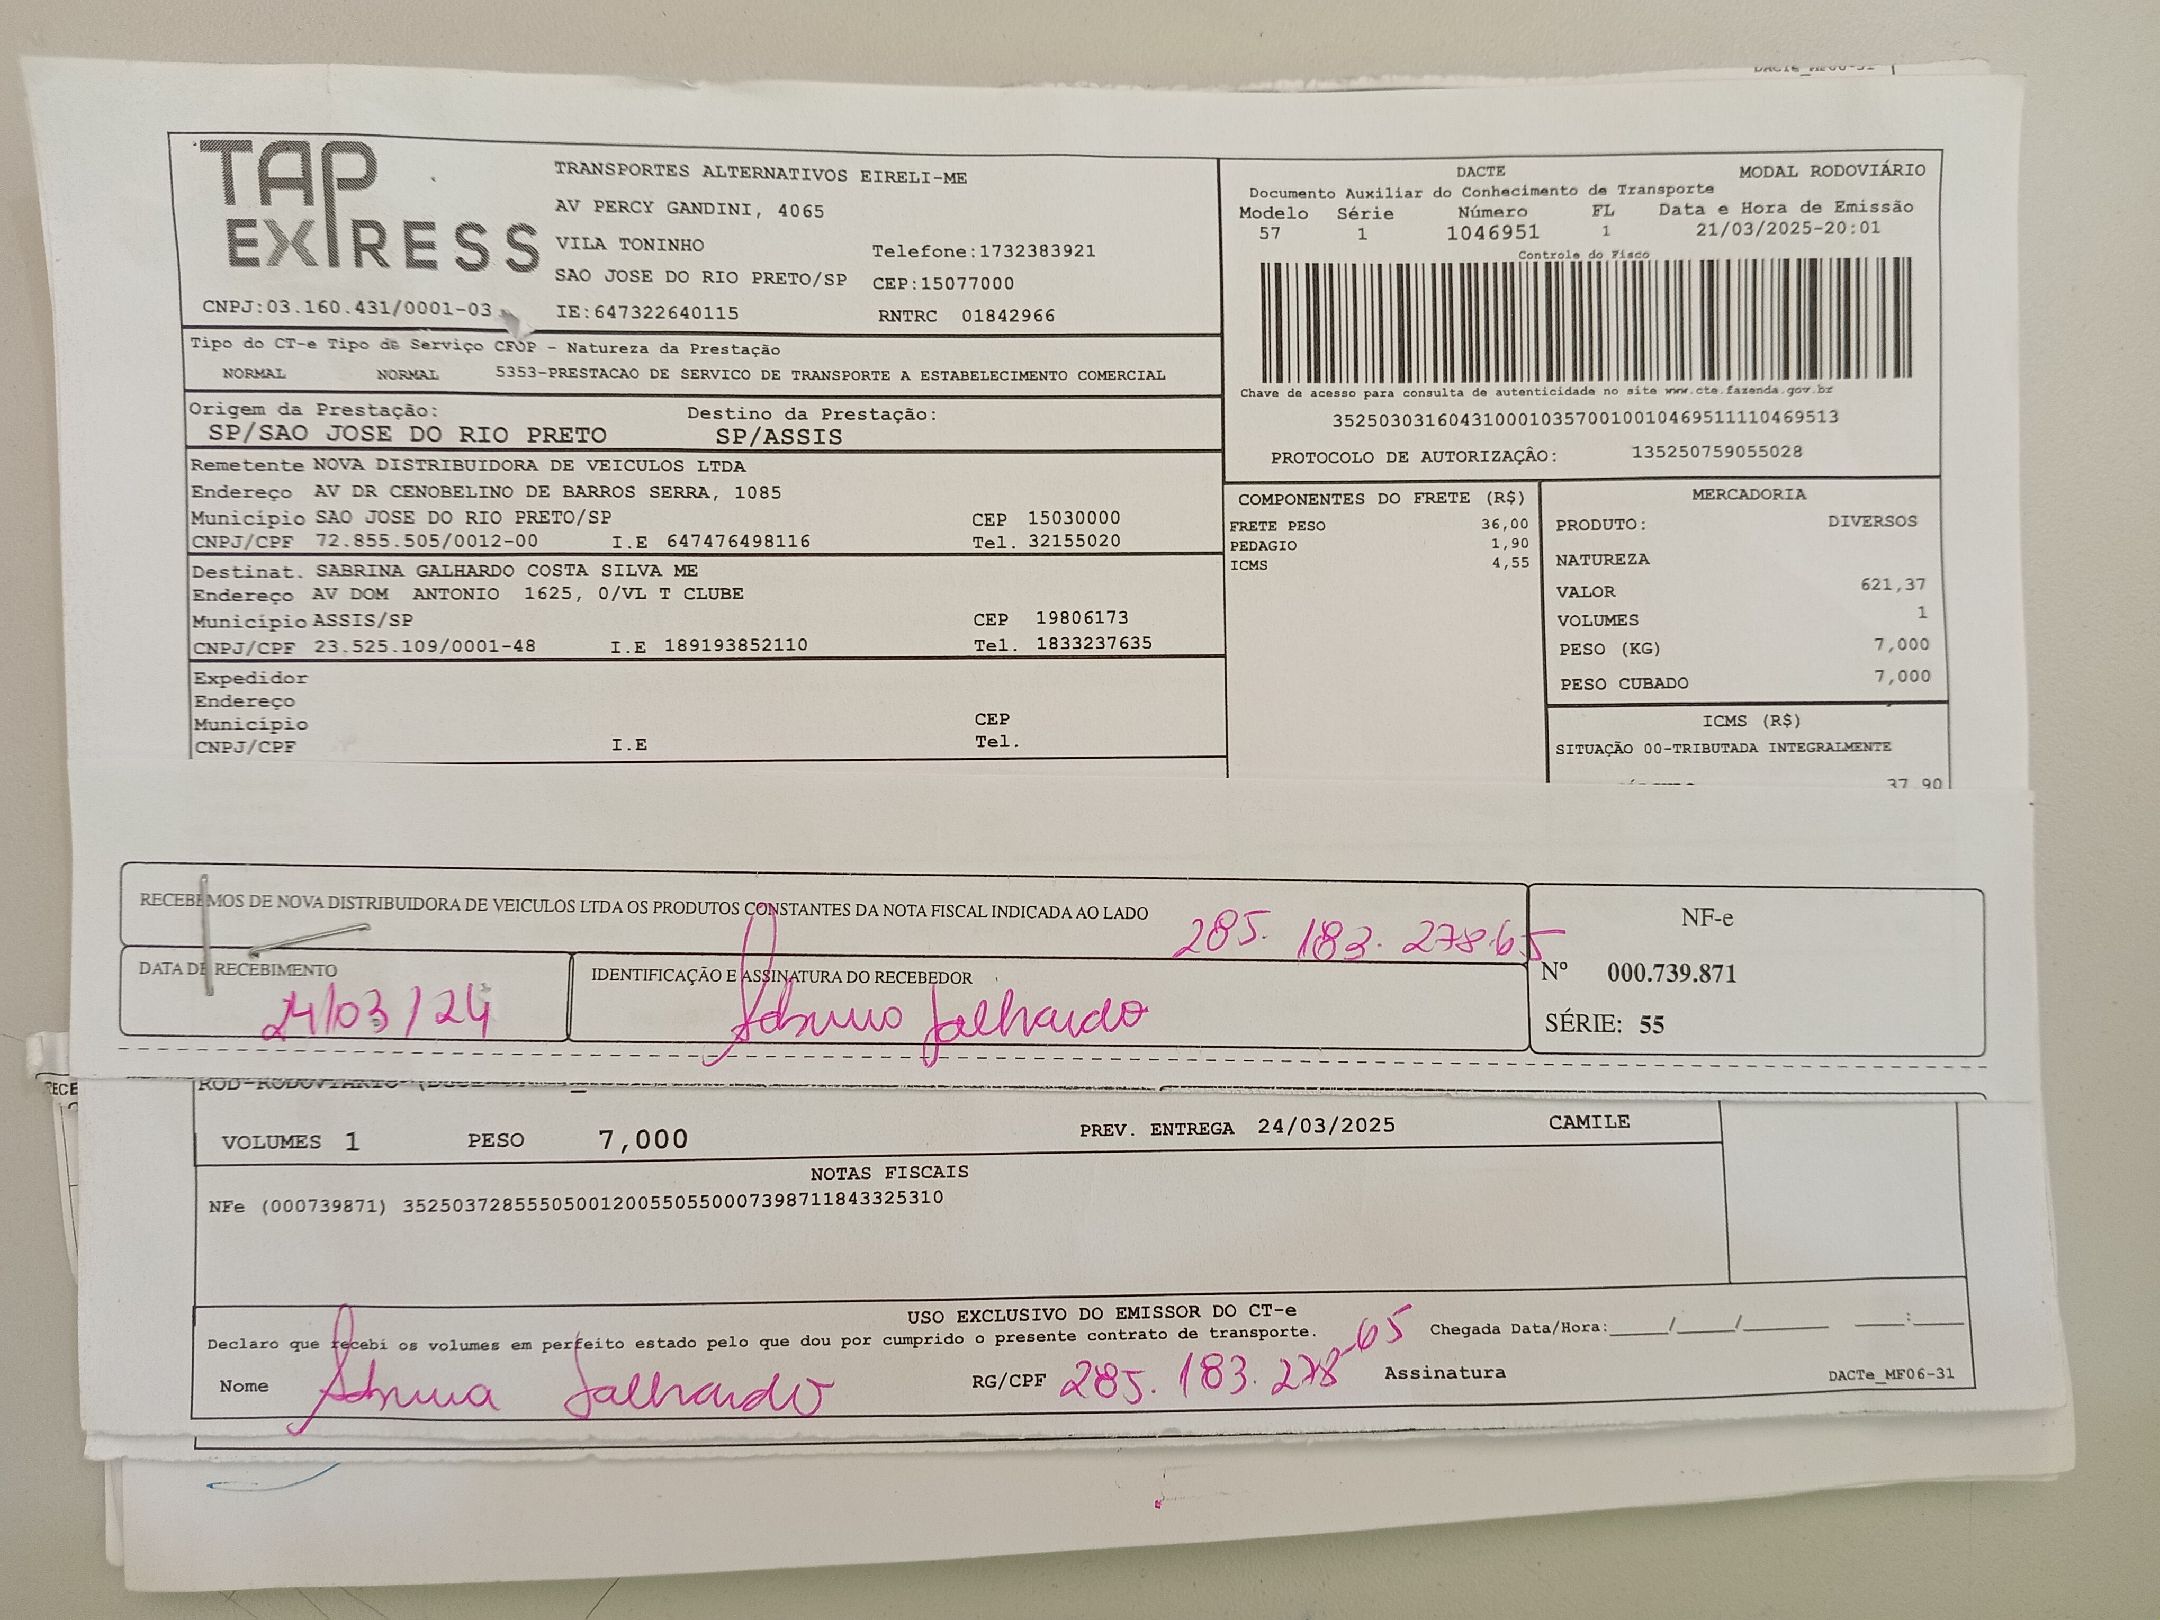 DACTe_MF06-31
TAP EXPRESS
TRANSPORTES ALTERNATIVOS EIRELI-ME
AV PERCY GANDINI, 4065
VILA TONINHO
Telefone:1732383921
SAO JOSE DO RIO PRETO/SP CEP:15077000
CNPJ:03.160.431/0001-03 IE:647322640115 RNTRC 01842966
DACTE MODAL RODOVIÁRIO
Documento Auxiliar do Conhecimento de Transporte
Modelo Série Número FL Data e Hora de Emissão
57 1 1046951 1 21/03/2025-20:01
Controle do Fisco
Chave de acesso para consulta de autenticidade no site www.cte.fazenda.gov.br
35250303160431000103570010010469511110469513
PROTOCOLO DE AUTORIZAÇÂO: 135250759055028
Tipo do CT-e Tipo de Serviço CFOP - Natureza da Prestação
NORMAL NORMAL 5353-PRESTACAO DE SERVICO DE TRANSPORTE A ESTABELECIMENTO COMERCIAL
Origem da Prestação: Destino da Prestação:
SP/SAO JOSE DO RIO PRETO SP/ASSIS
Remetente NOVA DISTRIBUIDORA DE VEICULOS LTDA
Endereço AV DR CENOBELINO DE BARROS SERRA, 1085
Município SAO JOSE DO RIO PRETO/SP CEP 15030000
CNPJ/CPF 72.855.505/0012-00 I.E 647476498116 Tel. 32155020
Destinat. SABRINA GALHARDO COSTA SILVA ME
Endereço AV DOM ANTONIO 1625, 0/VL T CLUBE
Município ASSIS/SP CEP 19806173
CNPJ/CPF 23.525.109/0001-48 I.E 189193852110 Tel. 1833237635
Expedidor
Endereço
Município CEP
CNPJ/CPF I.E Tel.
COMPONENTES DO FRETE (R$)
FRETE PESO 36,00
PEDAGIO 1,90
ICMS 4,55
MERCADORIA
PRODUTO: DIVERSOS
NATUREZA
VALOR 621,37
VOLUMES 1
PESO (KG) 7,000
PESO CUBADO 7,000
ICMS (R$)
SITUAÇÃO 00-TRIBUTADA INTEGRALMENTE
37,90
RECEBEMOS DE NOVA DISTRIBUIDORA DE VEICULOS LTDA OS PRODUTOS CONSTANTES DA NOTA FISCAL INDICADA AO LADO
285.183.278-65
DATA DE RECEBIMENTO
24/03/24
IDENTIFICAÇÃO E ASSINATURA DO RECEBEDOR
Galhardo
NF-e
Nº 000.739.871
SÉRIE: 55
VOLUMES 1 PESO 7,000 PREV. ENTREGA 24/03/2025 CAMILE
NOTAS FISCAIS
NFe (000739871) 35250372855505001200550550007398711843325310
USO EXCLUSIVO DO EMISSOR DO CT-e
Declaro que recebi os volumes em perfeito estado pelo que dou por cumprido o presente contrato de transporte. Chegada Data/Hora:____/____/______ ____:____
Nome Galhardo RG/CPF 285.183.278-65 Assinatura DACTe_MF06-31